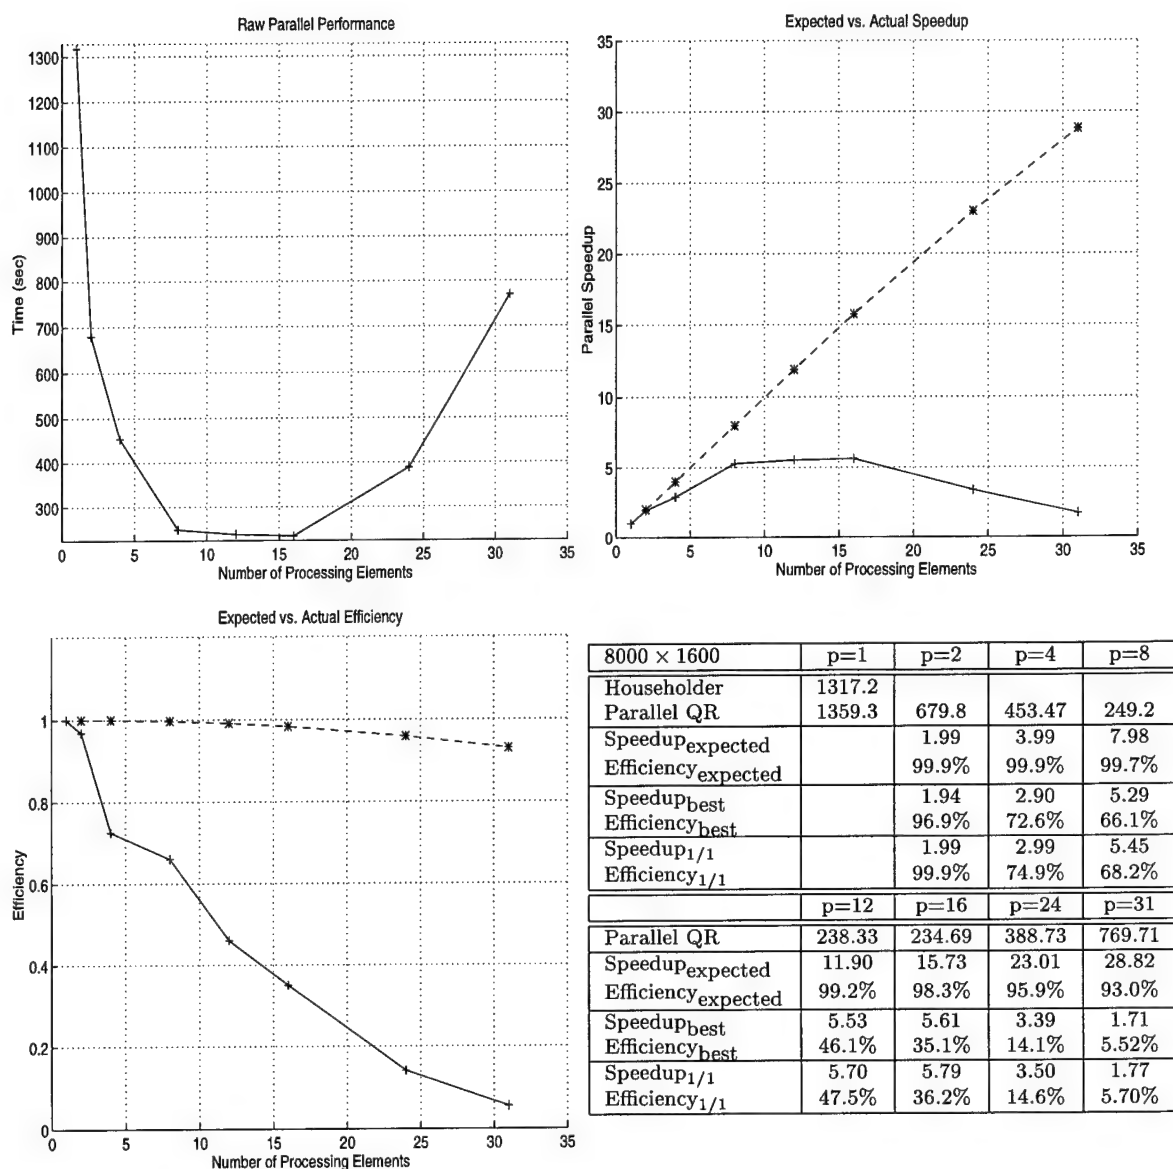 Raw Parallel Performance
1300
1200
1100
1000
900
800
700
600
500
400
300
0 5 10 15 20 25 30 35
Time (sec)
Number of Processing Elements
Expected vs. Actual Speedup
35
30
25
20
15
10
5
0
0 5 10 15 20 25 30 35
Parallel Speedup
Number of Processing Elements
Expected vs. Actual Efficiency
1
0.8
0.6
0.4
0.2
0
0 5 10 15 20 25 30 35
Efficiency
Number of Processing Elements
8000 × 1600 p=1 p=2 p=4 p=8
Householder 1317.2
Parallel QR 1359.3 679.8 453.47 249.2
Speedup_expected 1.99 3.99 7.98
Efficiency_expected 99.9% 99.9% 99.7%
Speedup_best 1.94 2.90 5.29
Efficiency_best 96.9% 72.6% 66.1%
Speedup_1/1 1.99 2.99 5.45
Efficiency_1/1 99.9% 74.9% 68.2%
p=12 p=16 p=24 p=31
Parallel QR 238.33 234.69 388.73 769.71
Speedup_expected 11.90 15.73 23.01 28.82
Efficiency_expected 99.2% 98.3% 95.9% 93.0%
Speedup_best 5.53 5.61 3.39 1.71
Efficiency_best 46.1% 35.1% 14.1% 5.52%
Speedup_1/1 5.70 5.79 3.50 1.77
Efficiency_1/1 47.5% 36.2% 14.6% 5.70%